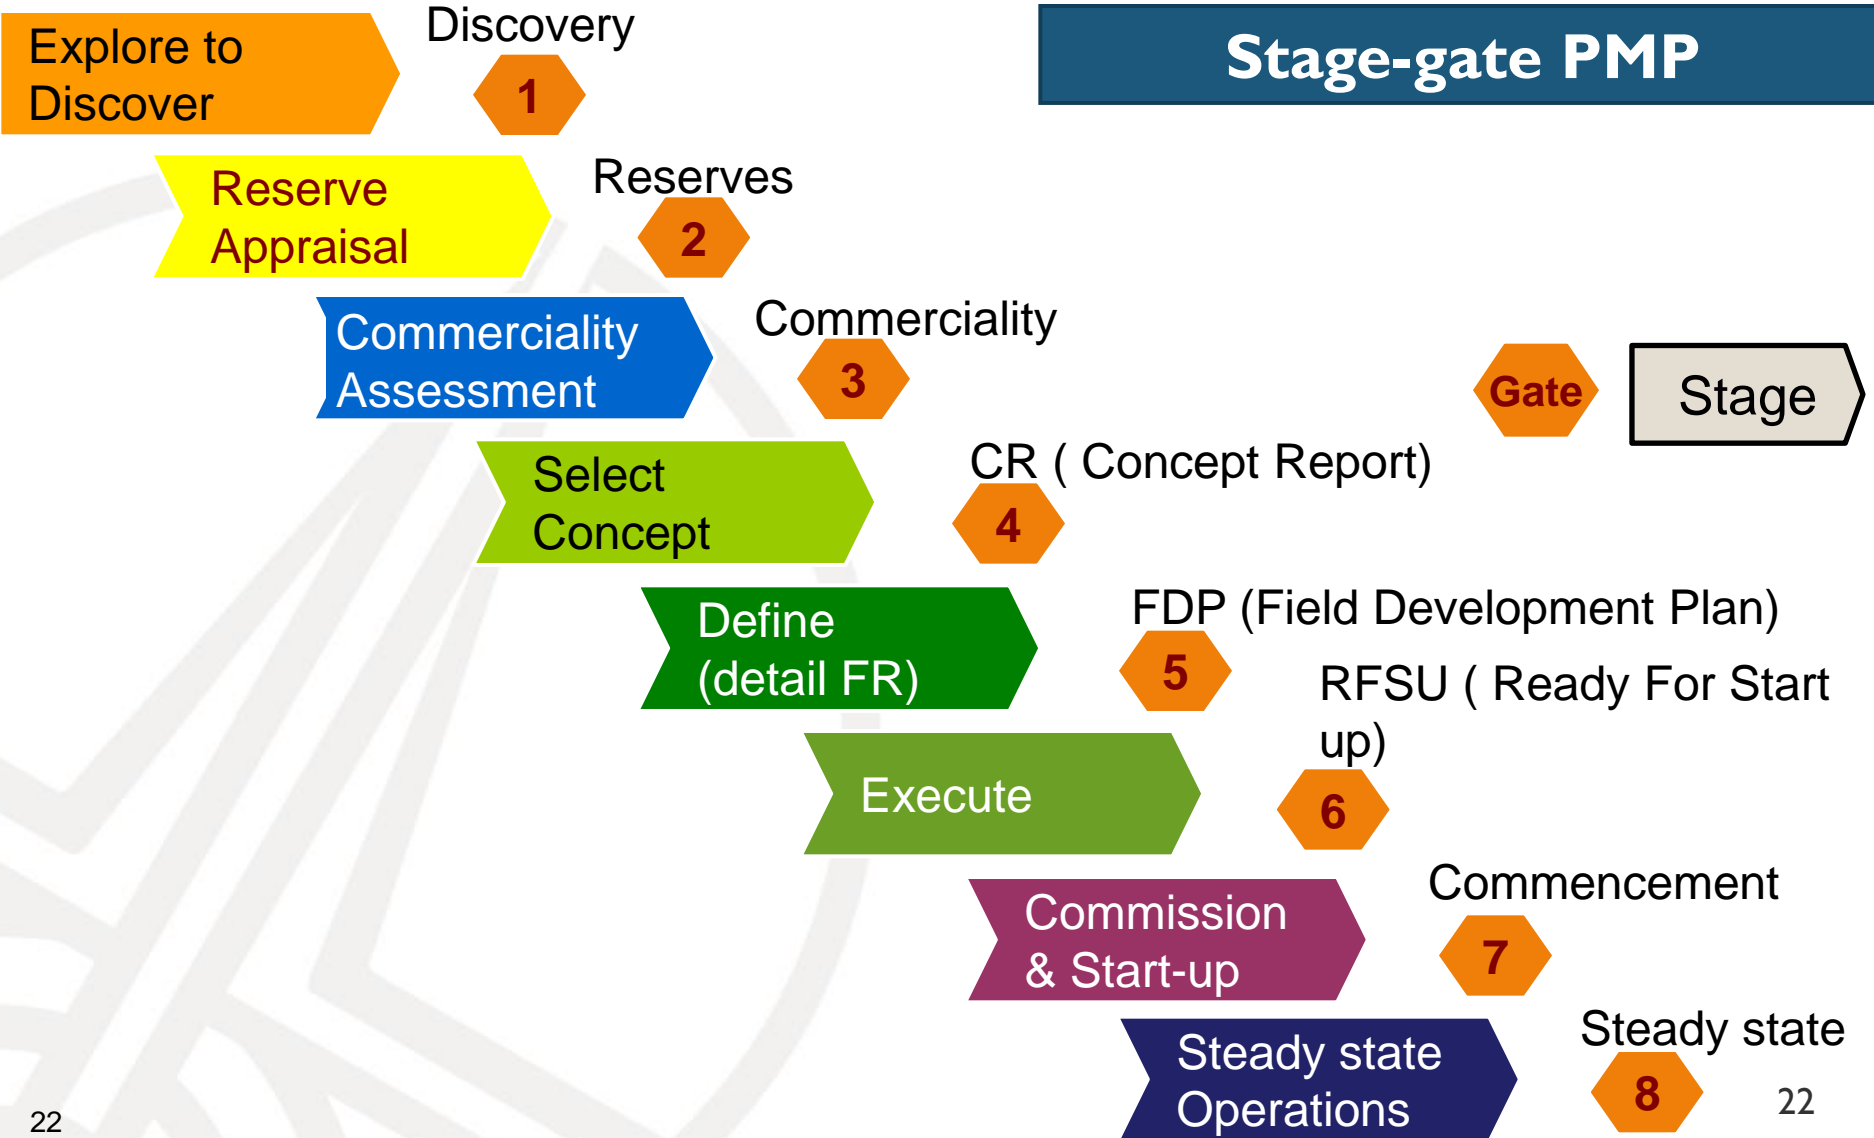 Explore to
Discover
Discovery
1
Stage-gate PMP
Reserve
Appraisal
Reserves
2
Commerciality
Assessment
Commerciality
3
Gate
Stage
Select
Concept
CR ( Concept Report)
4
Define
(detail FR)
FDP (Field Development Plan)
5
RFSU ( Ready For Start
up)
Execute
6
Commission
& Start-up
Commencement
7
Steady state
Operations
Steady state
8
22
22